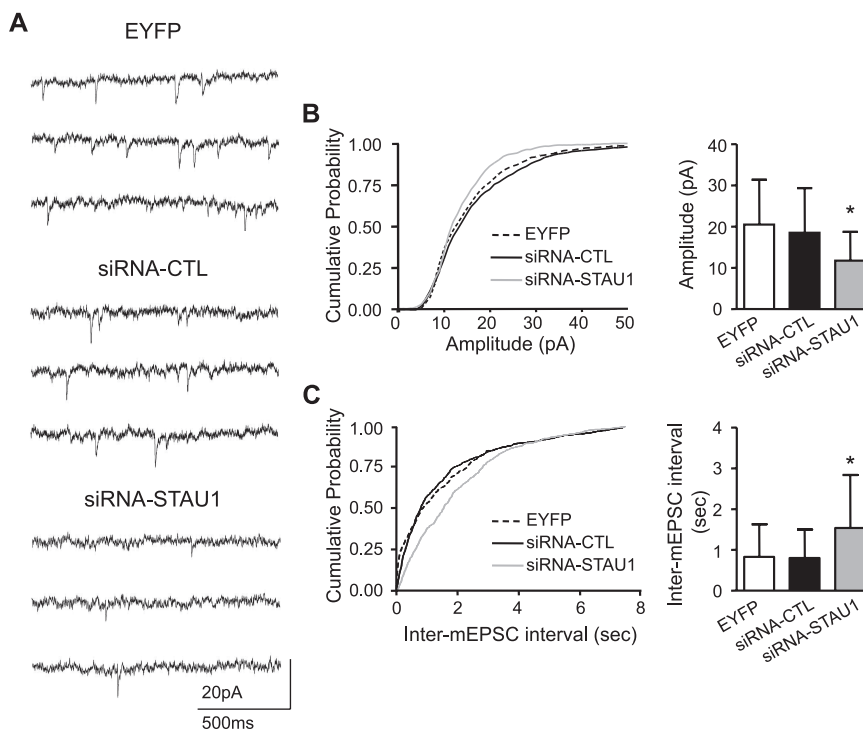 A
EYFP
siRNA-CTL
siRNA-STAU1
20pA
500ms
B
Cumulative Probability
1.00
0.75
0.50
0.25
0.00
EYFP
siRNA-CTL
siRNA-STAU1
0 10 20 30 40 50
Amplitude (pA)
Amplitude (pA)
40
30
20
10
0
*
EYFP
siRNA-CTL
siRNA-STAU1
C
Cumulative Probability
1.00
0.75
0.50
0.25
0.00
EYFP
siRNA-CTL
siRNA-STAU1
0 2 4 6 8
Inter-mEPSC interval (sec)
Inter-mEPSC interval
(sec)
4
3
2
1
0
*
EYFP
siRNA-CTL
siRNA-STAU1